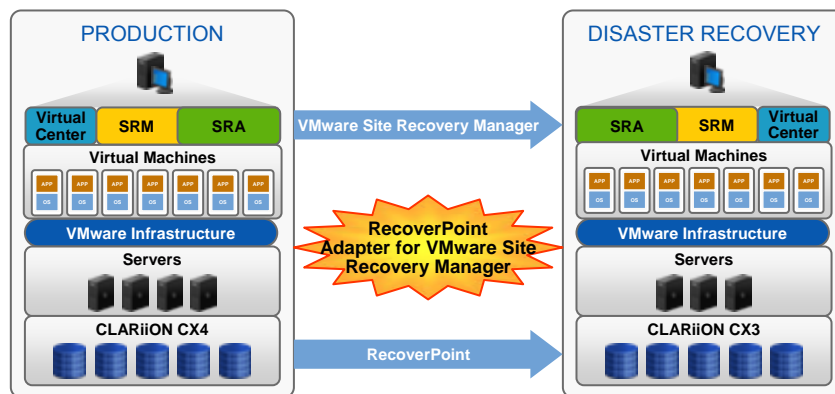 PRODUCTION
Virtual
Center
SRM
SRA
Virtual Machines
APP APP APP APP APP APP APP
OS OS OS OS OS OS OS
VMware Infrastructure
Servers
CLARiiON CX4
VMware Site Recovery Manager
RecoverPoint
Adapter for VMware Site
Recovery Manager
RecoverPoint
DISASTER RECOVERY
SRA
SRM
Virtual
Center
Virtual Machines
APP APP APP APP APP APP APP
OS OS OS OS OS OS OS
VMware Infrastructure
Servers
CLARiiON CX3